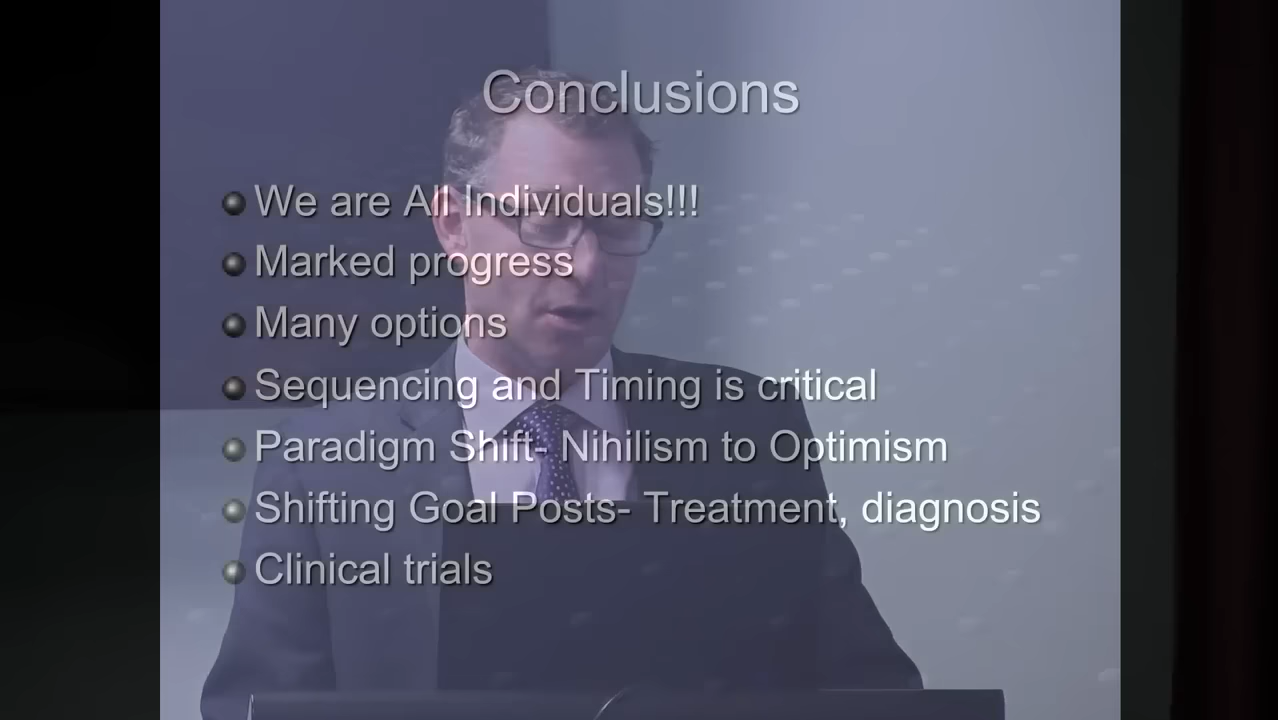 Conclusions
We are All Individuals!!!
Marked progress
Many options
Sequencing and Timing is critical
Paradigm Shift- Nihilism to Optimism
Shifting Goal Posts- Treatment, diagnosis
Clinical trials